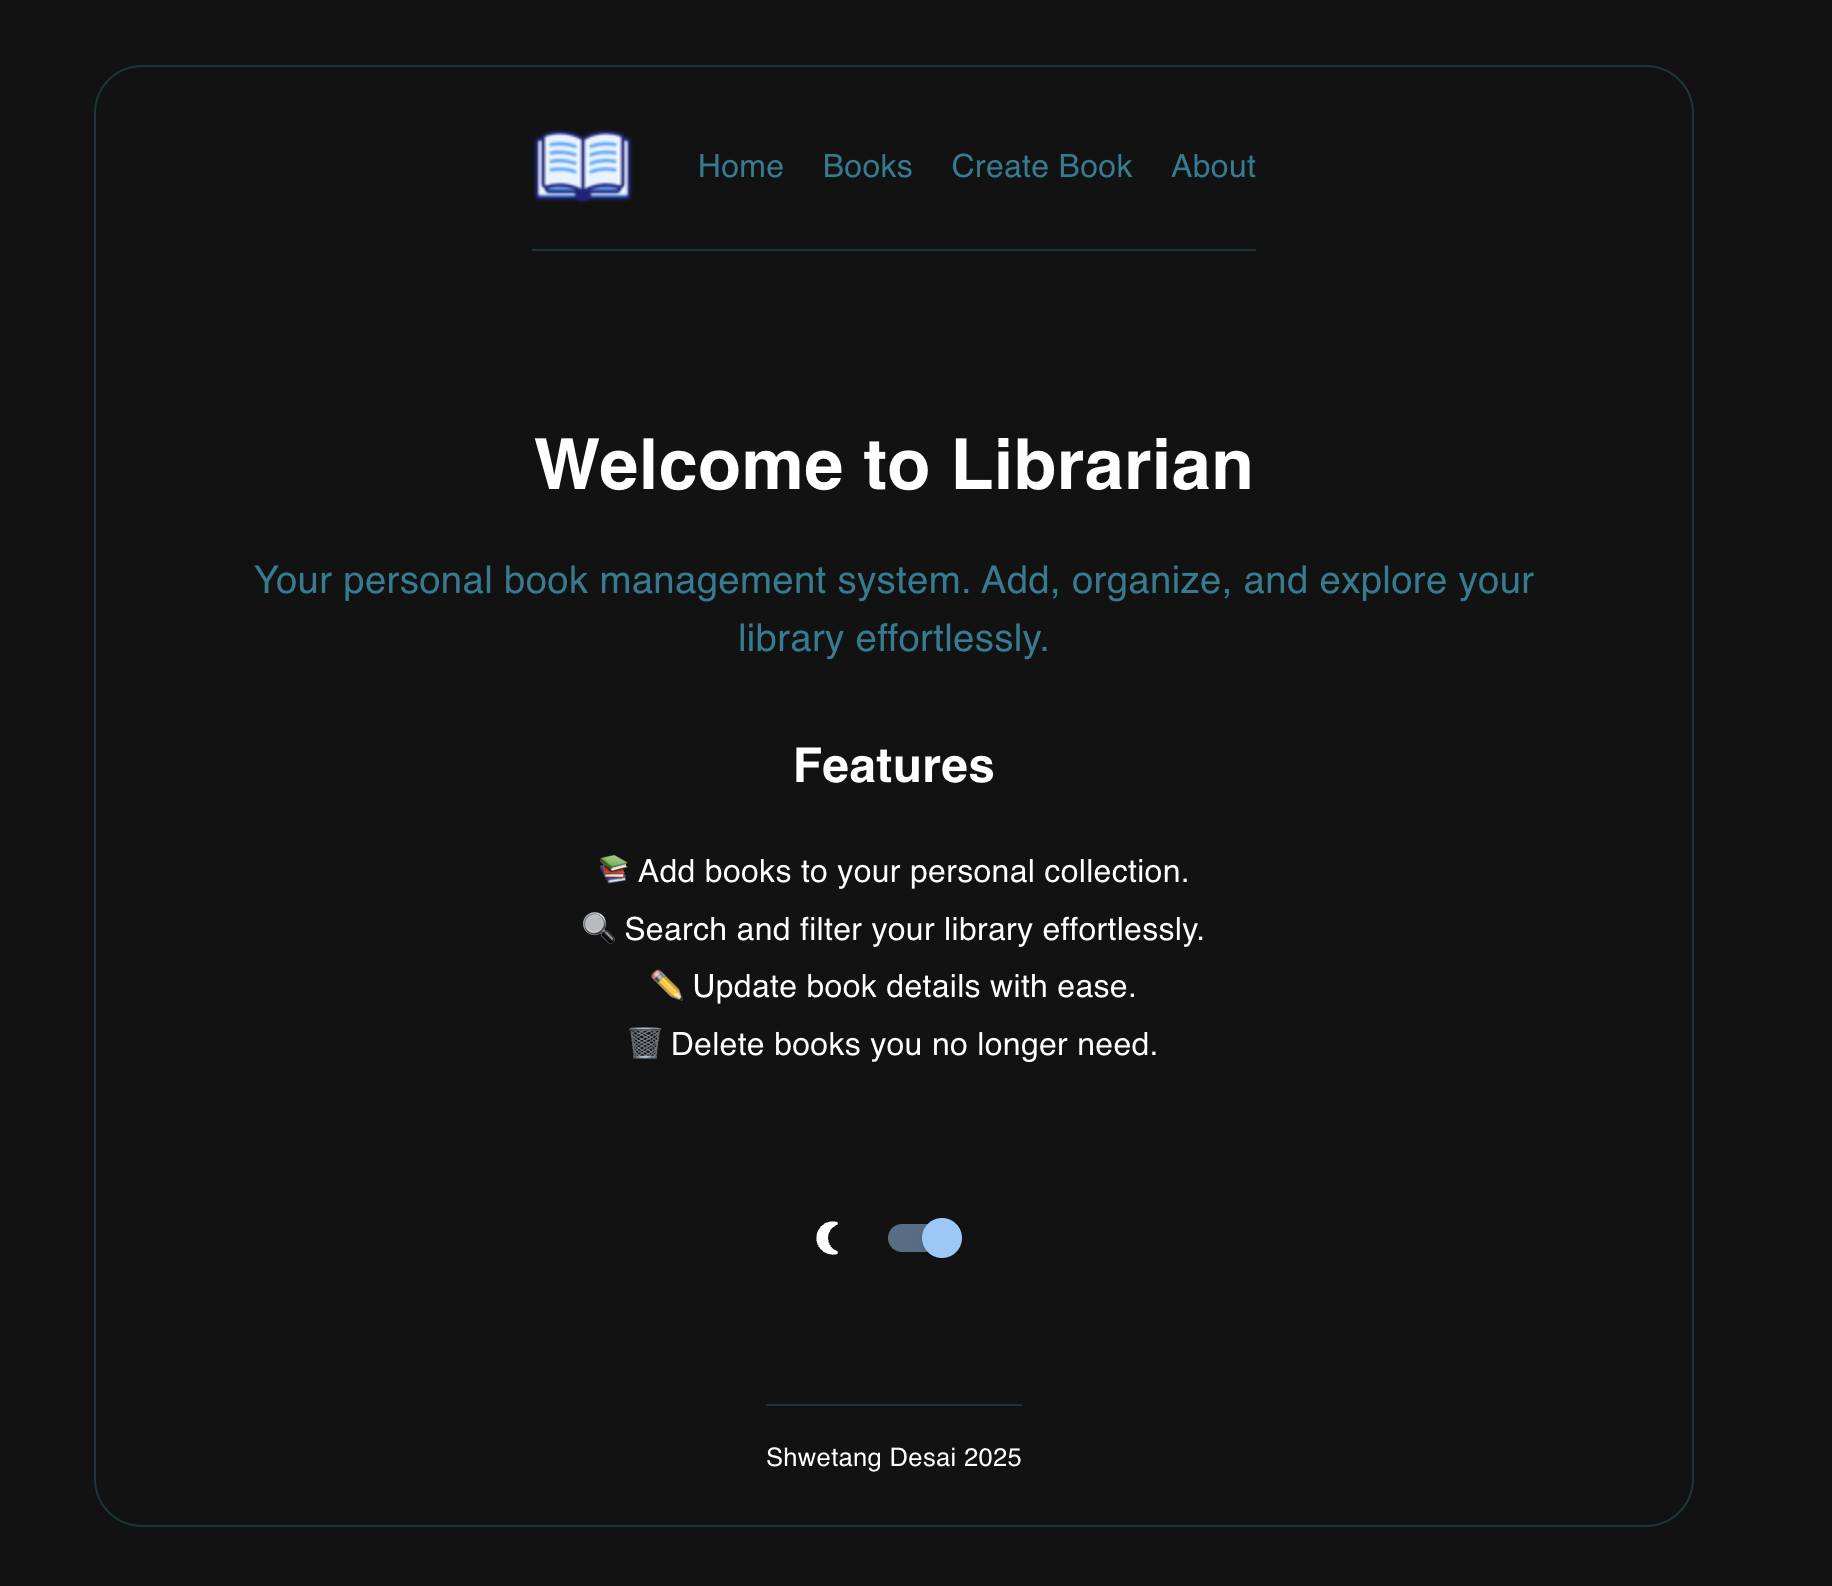 Home Books Create Book About
Welcome to Librarian
Your personal book management system. Add, organize, and explore your
library effortlessly.
Features
📚 Add books to your personal collection.
🔍 Search and filter your library effortlessly.
✏️ Update book details with ease.
🗑️ Delete books you no longer need.
Shwetang Desai 2025